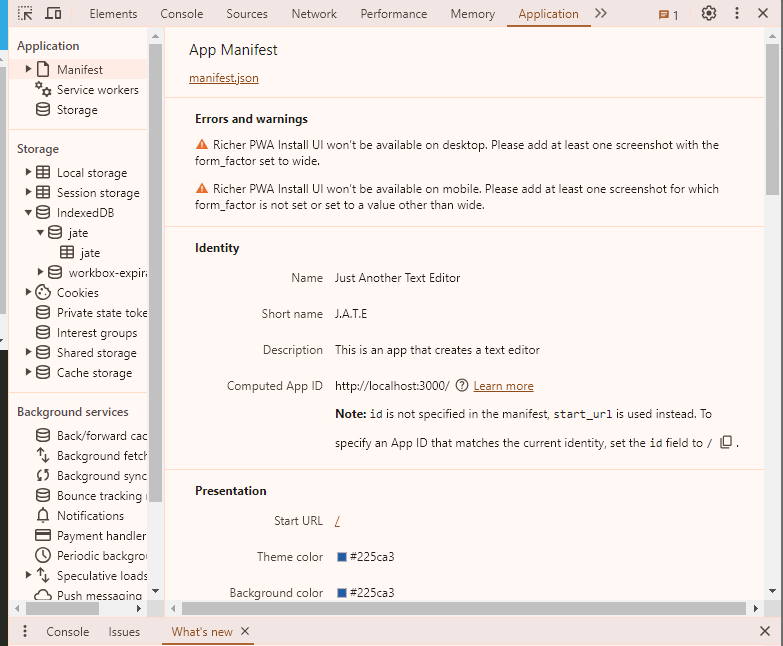 Elements Console Sources Network Performance Memory Application 1
Application
Manifest
Service workers
Storage
Storage
Local storage
Session storage
IndexedDB
jate
jate
workbox-expira
Cookies
Private state toke
Interest groups
Shared storage
Cache storage
Background services
Back/forward cac
Background fetch
Background sync
Bounce tracking
Notifications
Payment handler
Periodic backgrou
Speculative loads
Push messaging
App Manifest
manifest.json
Errors and warnings
Richer PWA Install UI won't be available on desktop. Please add at least one screenshot with the
form_factor set to wide.
Richer PWA Install UI won't be available on mobile. Please add at least one screenshot for which
form_factor is not set or set to a value other than wide.
Identity
Name Just Another Text Editor
Short name J.A.T.E
Description This is an app that creates a text editor
Computed App ID http://localhost:3000/ Learn more
Note: id is not specified in the manifest, start_url is used instead. To
specify an App ID that matches the current identity, set the id field to / .
Presentation
Start URL /
Theme color #225ca3
Background color #225ca3
Console Issues What's new